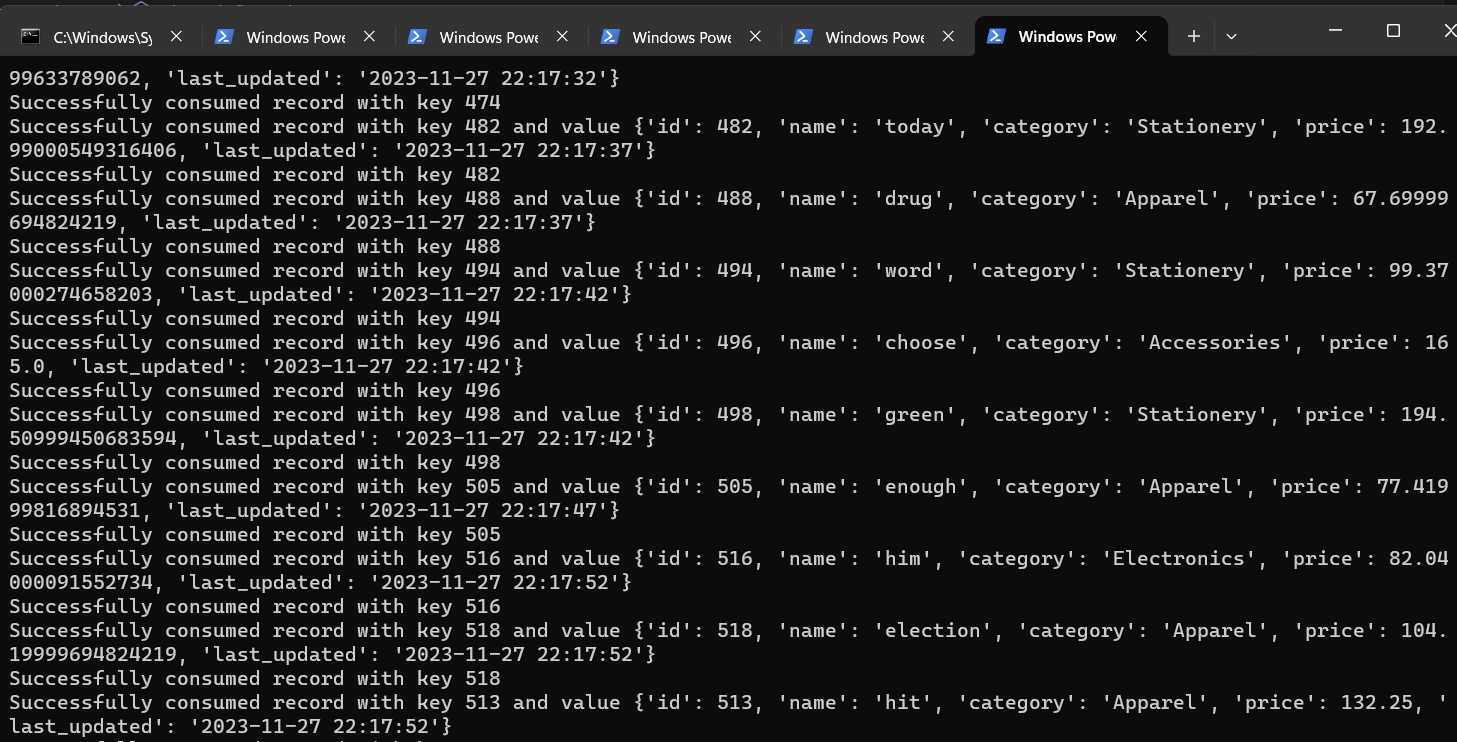 C:\Windows\Sy
Windows Powe
Windows Powe
Windows Powe
Windows Powe
Windows Pow
99633789062, 'last_updated': '2023-11-27 22:17:32'}
Successfully consumed record with key 474
Successfully consumed record with key 482 and value {'id': 482, 'name': 'today', 'category': 'Stationery', 'price': 192.
99000549316406, 'last_updated': '2023-11-27 22:17:37'}
Successfully consumed record with key 482
Successfully consumed record with key 488 and value {'id': 488, 'name': 'drug', 'category': 'Apparel', 'price': 67.69999
694824219, 'last_updated': '2023-11-27 22:17:37'}
Successfully consumed record with key 488
Successfully consumed record with key 494 and value {'id': 494, 'name': 'word', 'category': 'Stationery', 'price': 99.37
000274658203, 'last_updated': '2023-11-27 22:17:42'}
Successfully consumed record with key 494
Successfully consumed record with key 496 and value {'id': 496, 'name': 'choose', 'category': 'Accessories', 'price': 16
5.0, 'last_updated': '2023-11-27 22:17:42'}
Successfully consumed record with key 496
Successfully consumed record with key 498 and value {'id': 498, 'name': 'green', 'category': 'Stationery', 'price': 194.
50999450683594, 'last_updated': '2023-11-27 22:17:42'}
Successfully consumed record with key 498
Successfully consumed record with key 505 and value {'id': 505, 'name': 'enough', 'category': 'Apparel', 'price': 77.419
99816894531, 'last_updated': '2023-11-27 22:17:47'}
Successfully consumed record with key 505
Successfully consumed record with key 516 and value {'id': 516, 'name': 'him', 'category': 'Electronics', 'price': 82.04
000091552734, 'last_updated': '2023-11-27 22:17:52'}
Successfully consumed record with key 516
Successfully consumed record with key 518 and value {'id': 518, 'name': 'election', 'category': 'Apparel', 'price': 104.
19999694824219, 'last_updated': '2023-11-27 22:17:52'}
Successfully consumed record with key 518
Successfully consumed record with key 513 and value {'id': 513, 'name': 'hit', 'category': 'Apparel', 'price': 132.25, '
last_updated': '2023-11-27 22:17:52'}